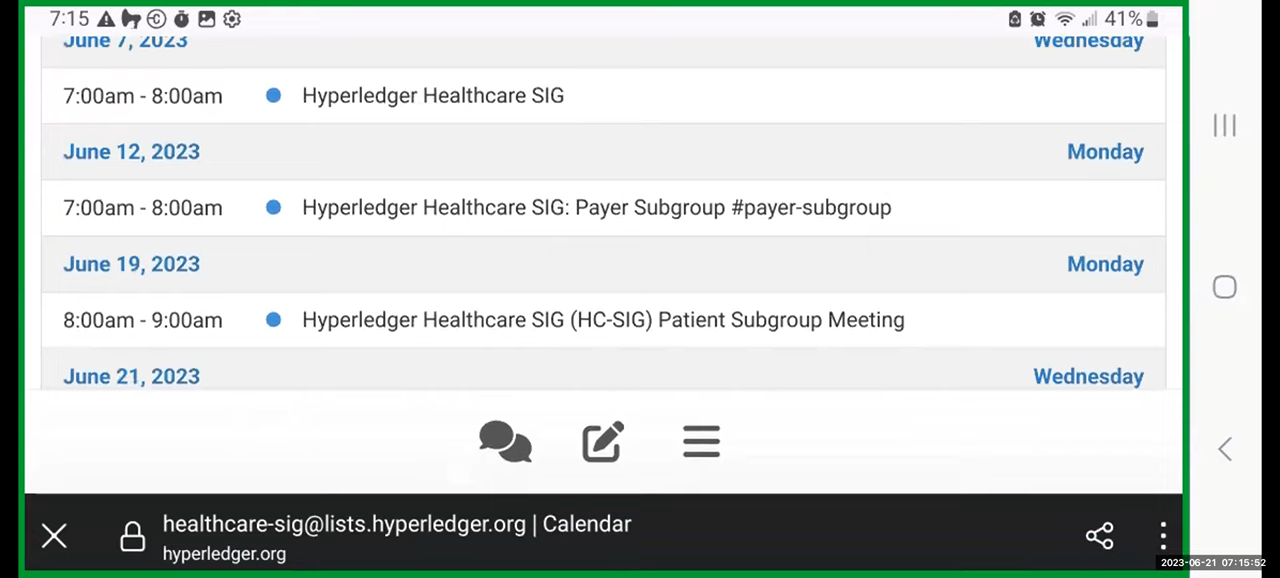 7:15 41%
June 7, 2023 Wednesday
7:00am - 8:00am Hyperledger Healthcare SIG
June 12, 2023 Monday
7:00am - 8:00am Hyperledger Healthcare SIG: Payer Subgroup #payer-subgroup
June 19, 2023 Monday
8:00am - 9:00am Hyperledger Healthcare SIG (HC-SIG) Patient Subgroup Meeting
June 21, 2023 Wednesday
healthcare-sig@lists.hyperledger.org | Calendar
hyperledger.org
2023-06-21 07:15:52